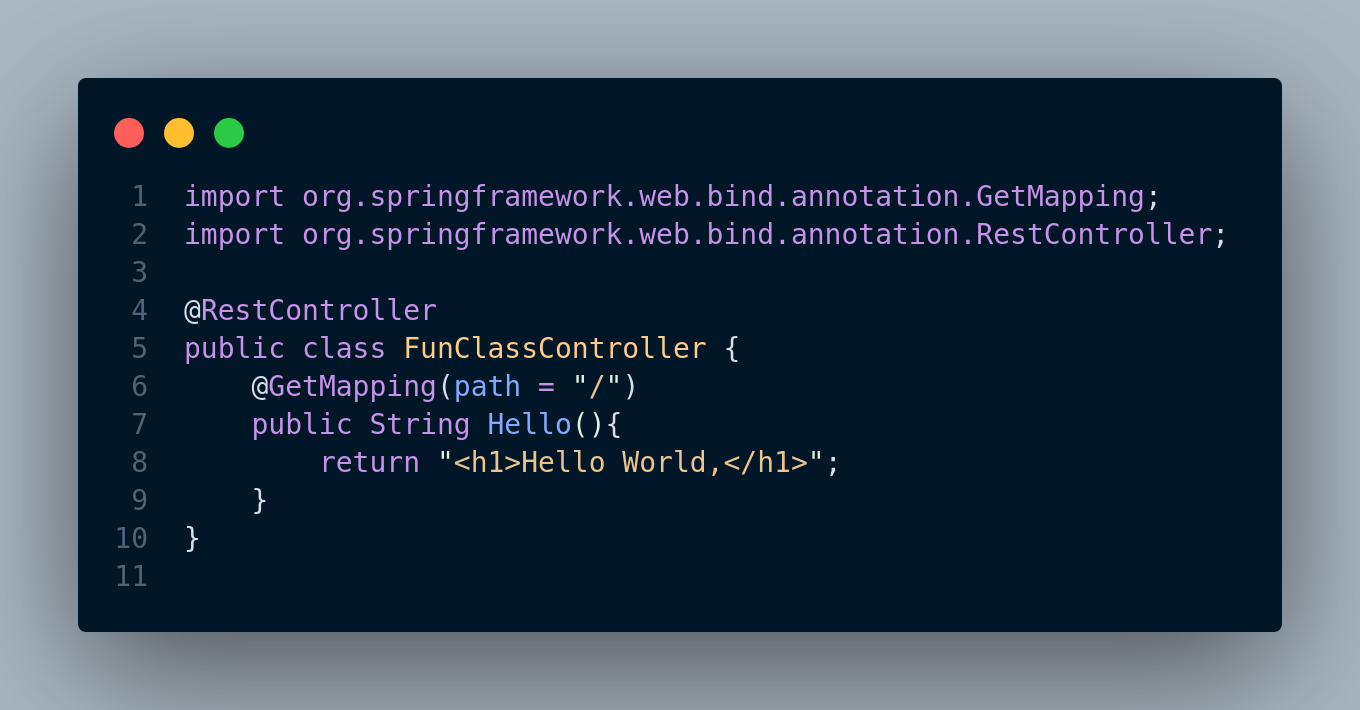 1 import org.springframework.web.bind.annotation.GetMapping;
2 import org.springframework.web.bind.annotation.RestController;
3
4 @RestController
5 public class FunClassController {
6     @GetMapping(path = "/")
7     public String Hello(){
8         return "<h1>Hello World,</h1>";
9     }
10 }
11